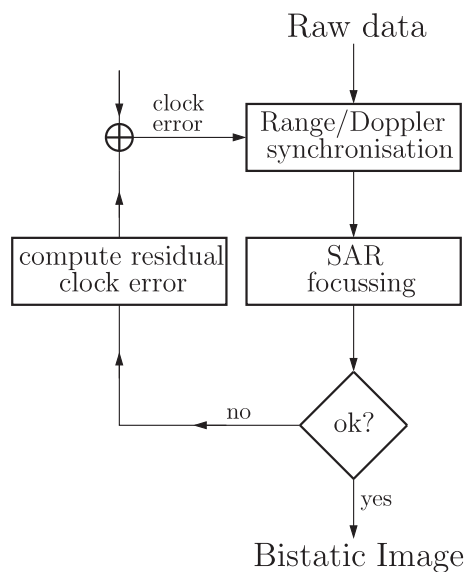 Raw data
clock
error
Range/Doppler
synchronisation
compute residual
clock error
SAR
focussing
no
ok?
yes
Bistatic Image